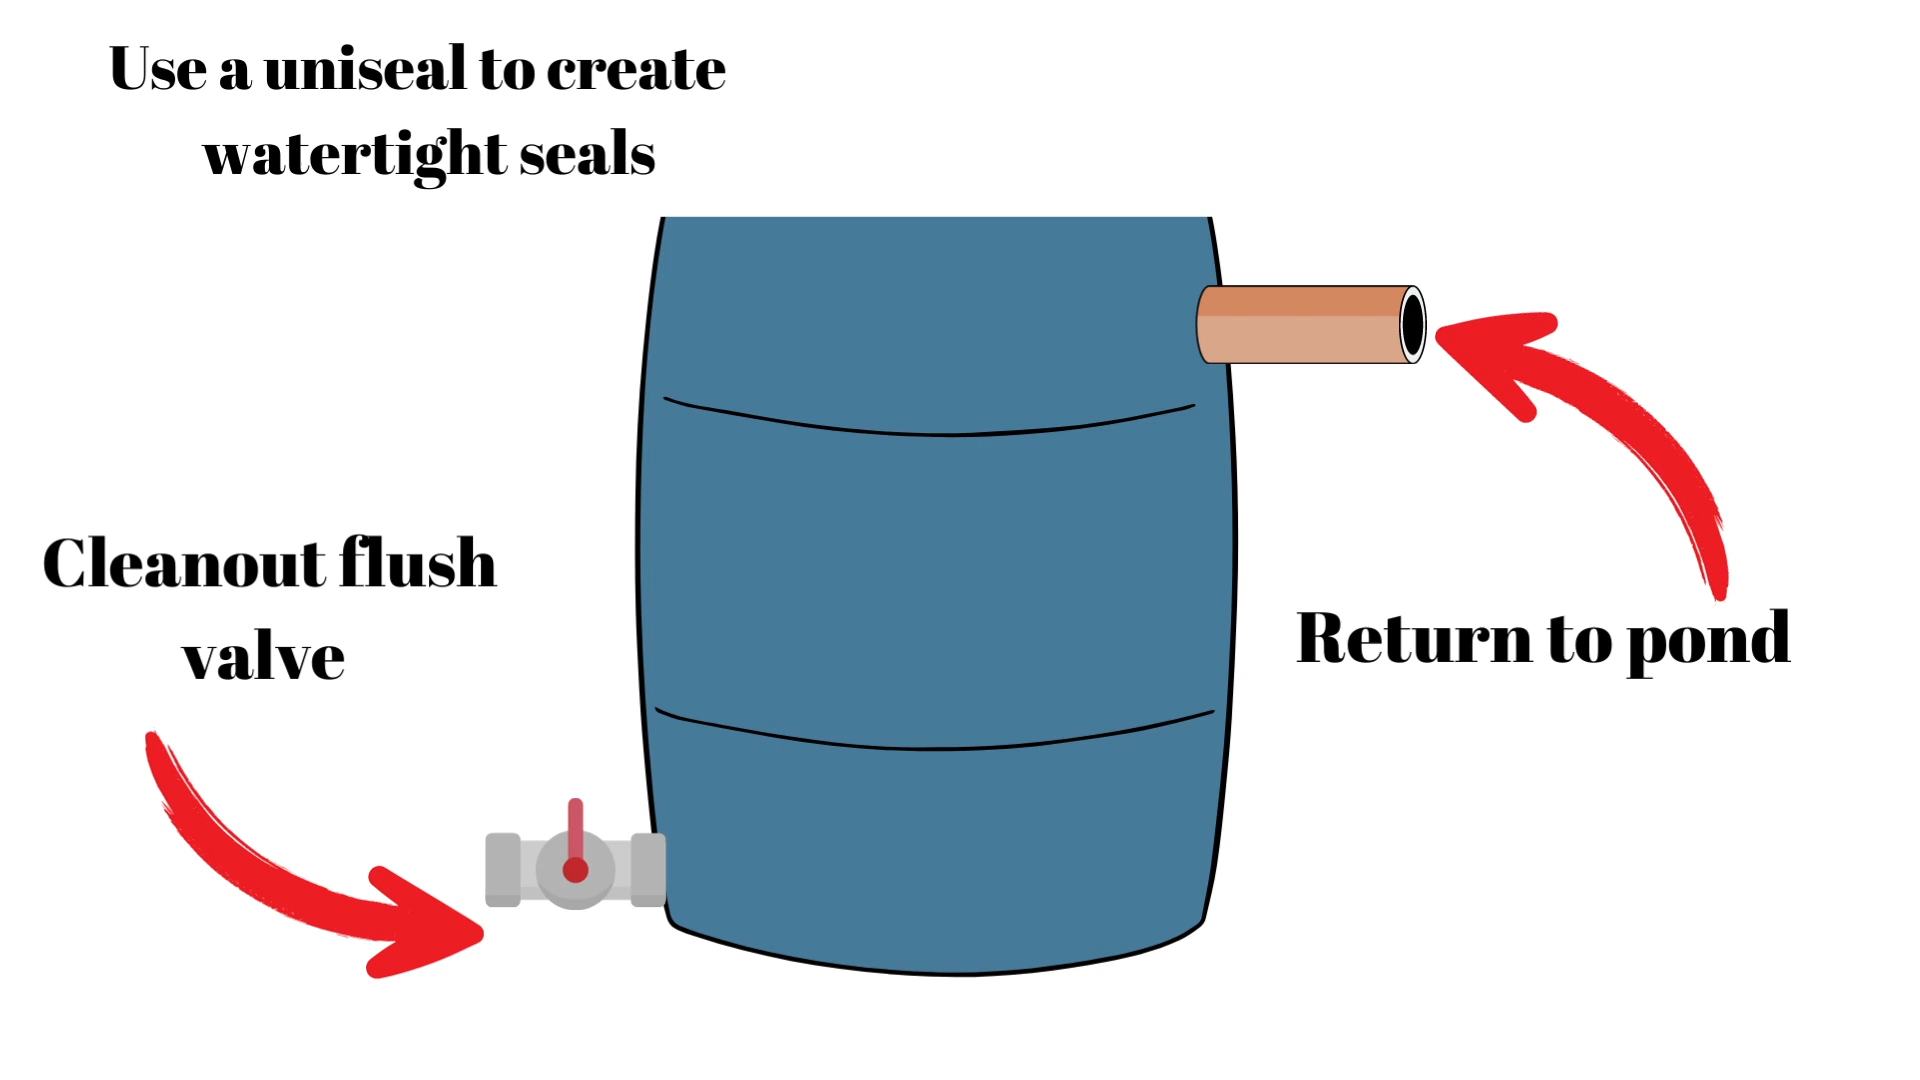 Use a uniseal to create
watertight seals
Cleanout flush
valve
Return to pond